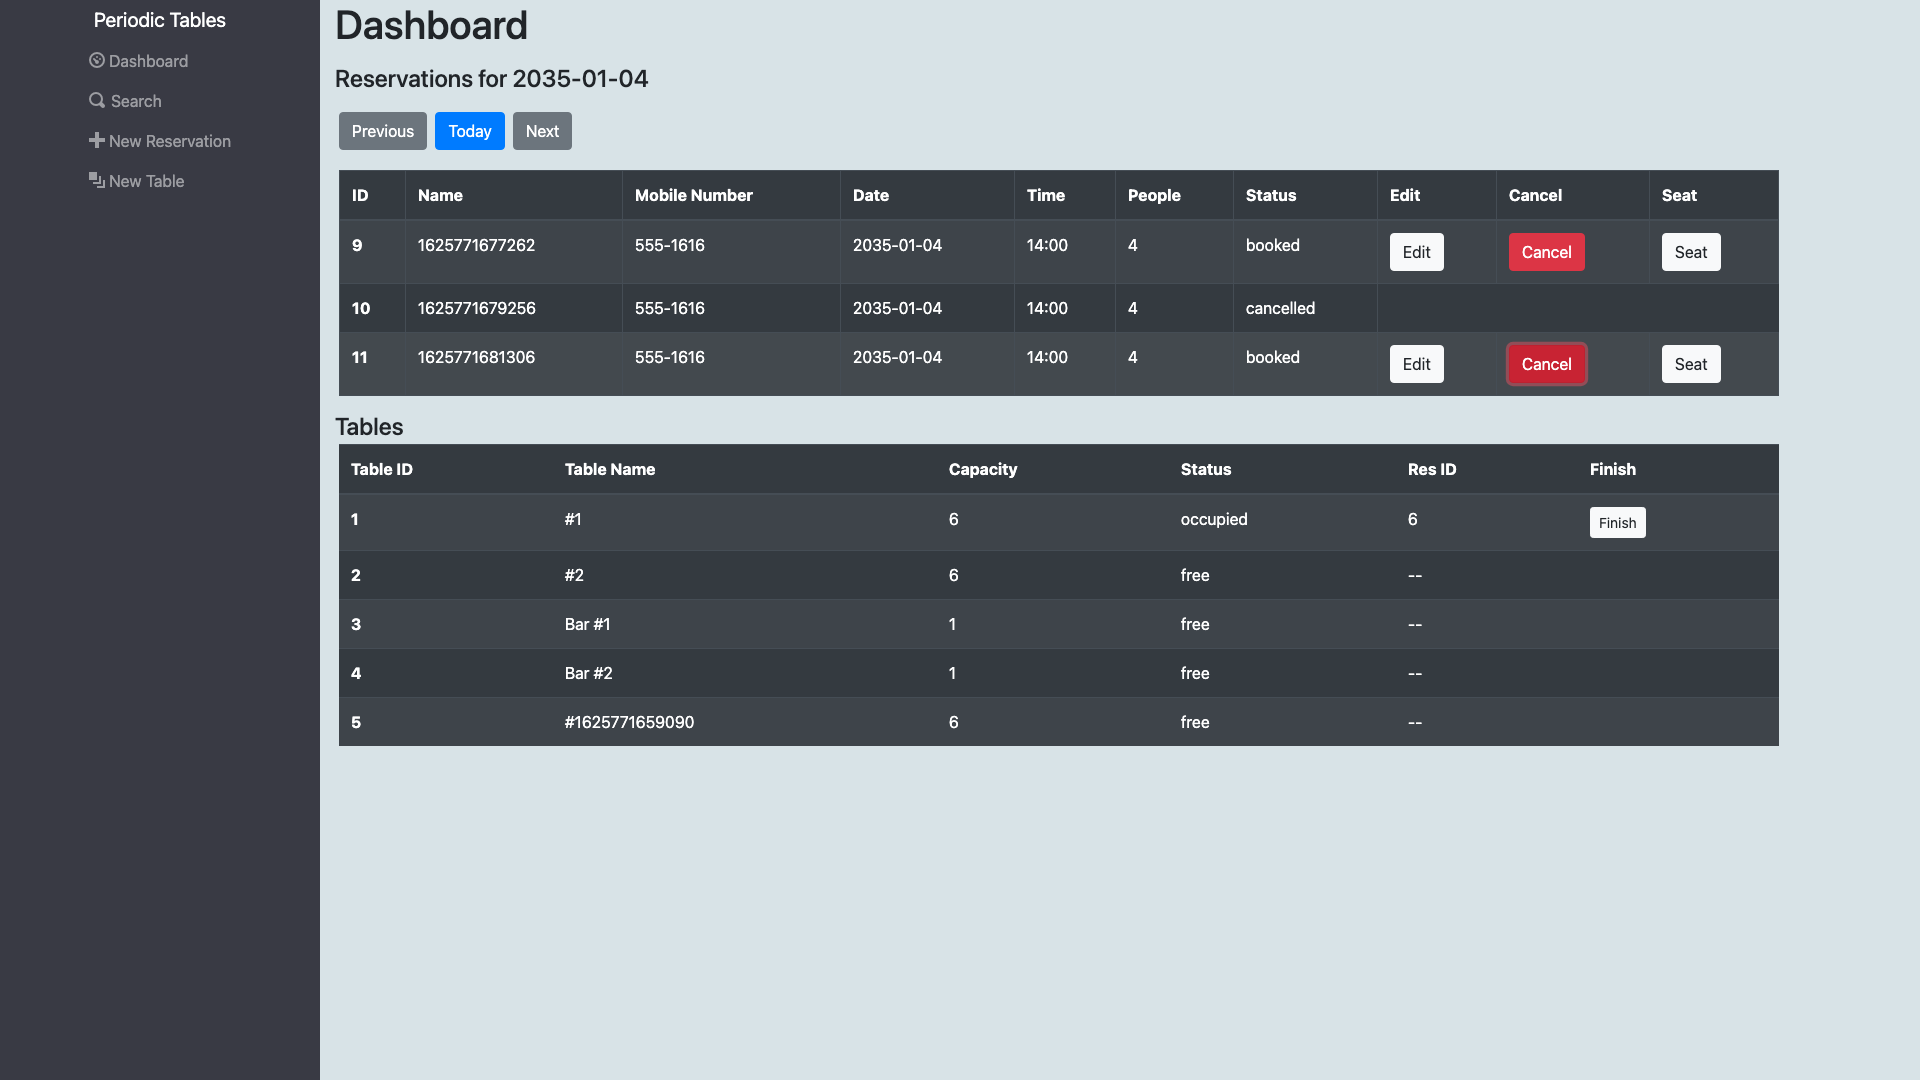 Periodic Tables
Dashboard
Search
New Reservation
New Table
Dashboard
Reservations for 2035-01-04
Previous Today Next
ID Name Mobile Number Date Time People Status Edit Cancel Seat
9 1625771677262 555-1616 2035-01-04 14:00 4 booked Edit Cancel Seat
10 1625771679256 555-1616 2035-01-04 14:00 4 cancelled
11 1625771681306 555-1616 2035-01-04 14:00 4 booked Edit Cancel Seat
Tables
Table ID Table Name Capacity Status Res ID Finish
1 #1 6 occupied 6 Finish
2 #2 6 free --
3 Bar #1 1 free --
4 Bar #2 1 free --
5 #1625771659090 6 free --